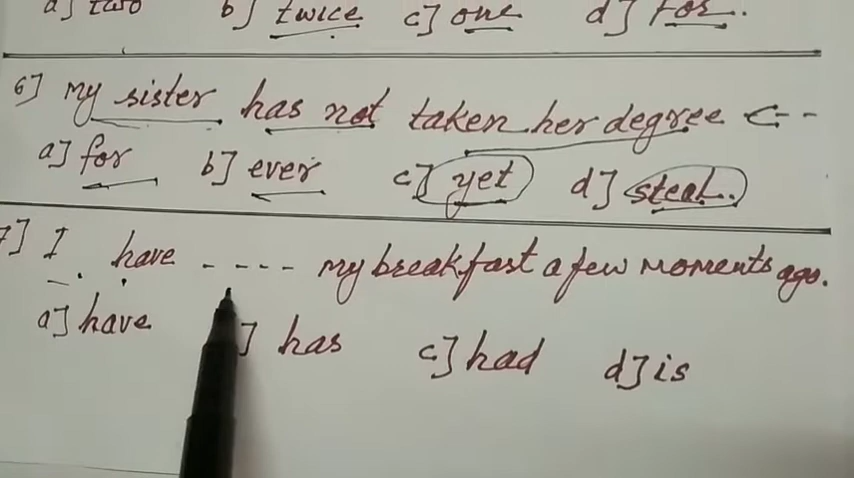 a] two b] twice c] one d] for.
6] my sister has not taken her degree <--
a] for b] ever c] yet d] steal.
7] I have ---- my breakfast a few moments ago.
a] have ] has c] had d] is